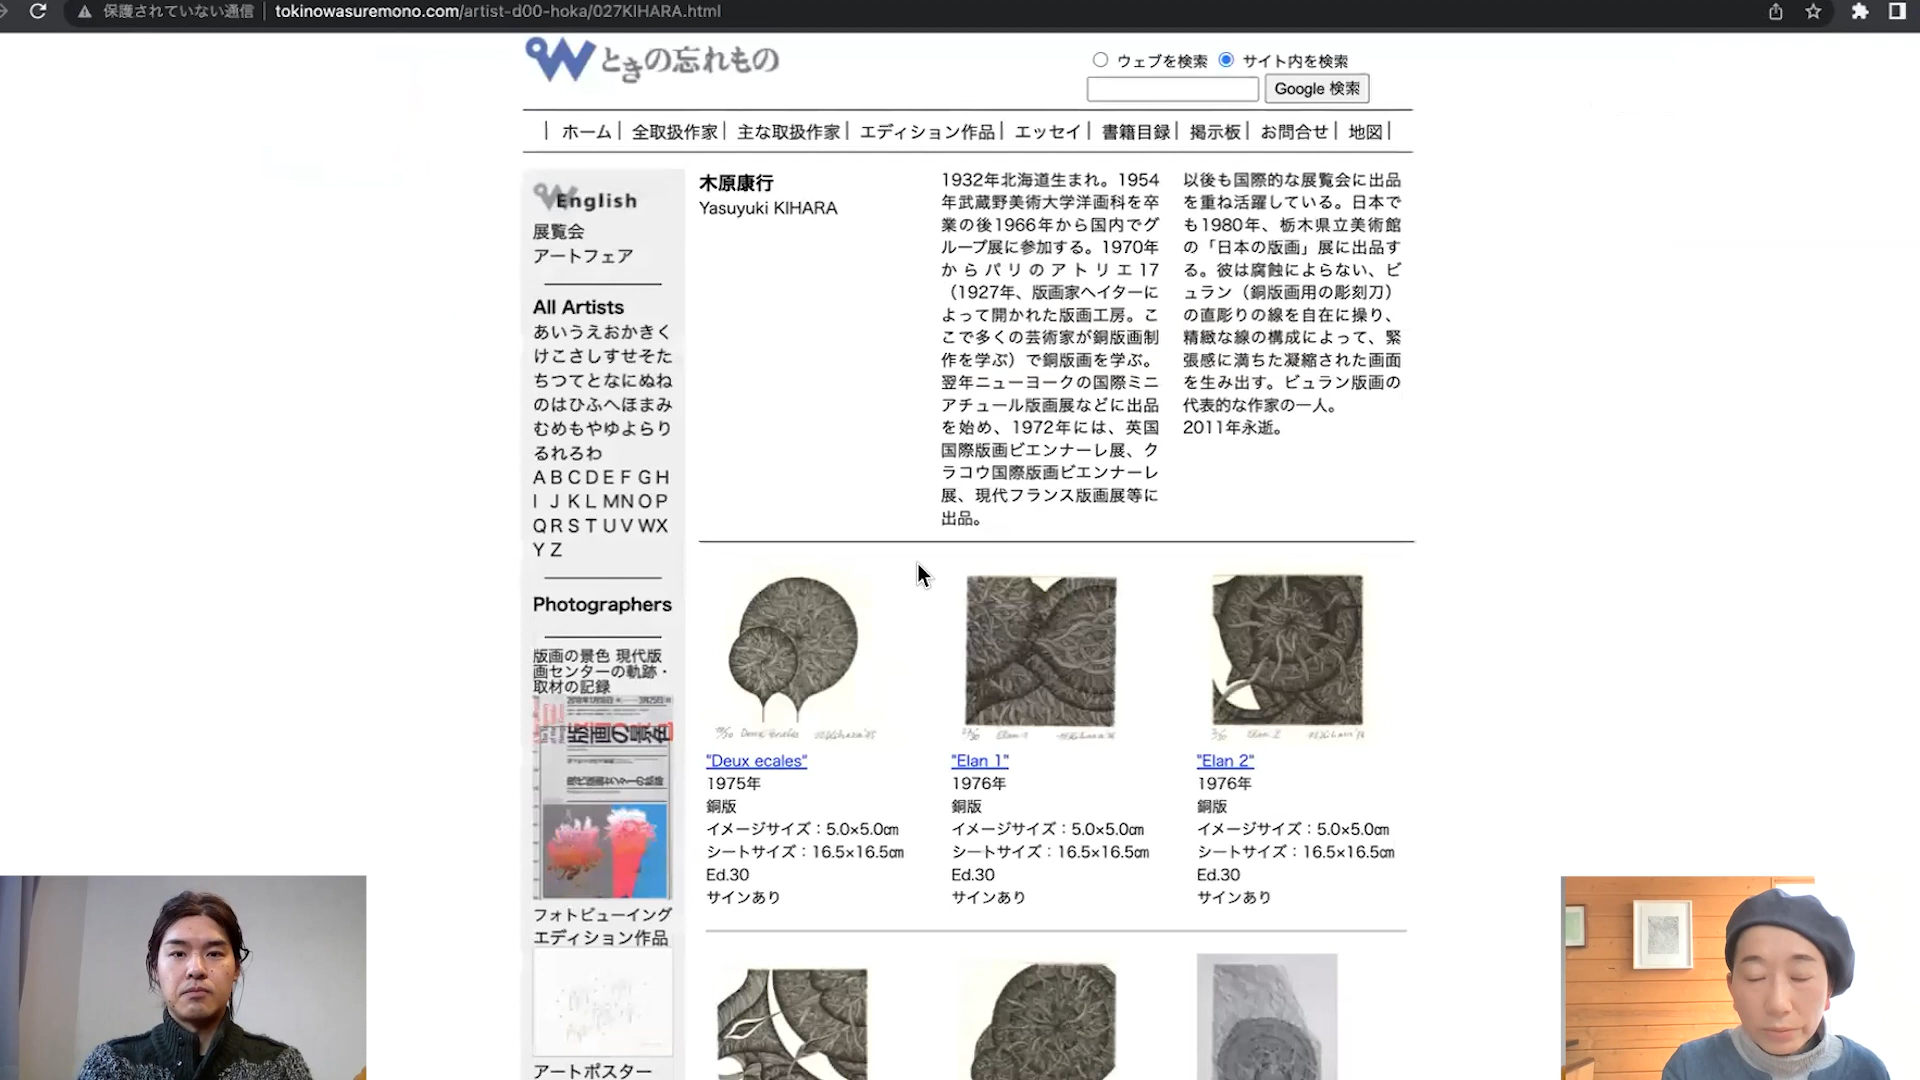 保護されていない通信
tokinowasuremono.com/artist-d00-hoka/027KIHARA.html
ときの忘れもの
ウェブを検索 サイト内を検索
Google 検索
ホーム 全取扱作家 主な取扱作家 エディション作品 エッセイ 書籍目録 掲示板 お問合せ 地図
English
展覧会
アートフェア
All Artists
あいうえおかきく
けこさしすせそた
ちつてとなにぬね
のはひふへほまみ
むめもやゆよらり
るれろわ
A B C D E F G H
I J K L M N O P
Q R S T U V W X
Y Z
Photographers
版画の景色 現代版
画センターの軌跡・
取材の記録
版画の景色
現代版画センターの軌跡
フォトビューイング
エディション作品
アートポスター
木原康行
Yasuyuki KIHARA
1932年北海道生まれ。1954
年武蔵野美術大学洋画科を卒
業の後1966年から国内でグ
ループ展に参加する。1970年
からパリのアトリエ17
（1927年、版画家ヘイターに
よって開かれた版画工房。こ
こで多くの芸術家が銅版画制
作を学ぶ）で銅版画を学ぶ。
翌年ニューヨークの国際ミニ
アチュール版画展などに出品
を始め、1972年には、英国
国際版画ビエンナーレ展、ク
ラコウ国際版画ビエンナーレ
展、現代フランス版画展等に
出品。
以後も国際的な展覧会に出品
を重ね活躍している。日本で
も1980年、栃木県立美術館
の「日本の版画」展に出品す
る。彼は腐蝕によらない、ビ
ュラン（銅版画用の彫刻刀）
の直彫りの線を自在に操り、
精緻な線の構成によって、緊
張感に満ちた凝縮された画面
を生み出す。ビュラン版画の
代表的な作家の一人。
2011年永逝。
"Deux ecales"
1975年
銅版
イメージサイズ：5.0×5.0㎝
シートサイズ：16.5×16.5㎝
Ed.30
サインあり
"Elan 1"
1976年
銅版
イメージサイズ：5.0×5.0㎝
シートサイズ：16.5×16.5㎝
Ed.30
サインあり
"Elan 2"
1976年
銅版
イメージサイズ：5.0×5.0㎝
シートサイズ：16.5×16.5㎝
Ed.30
サインあり